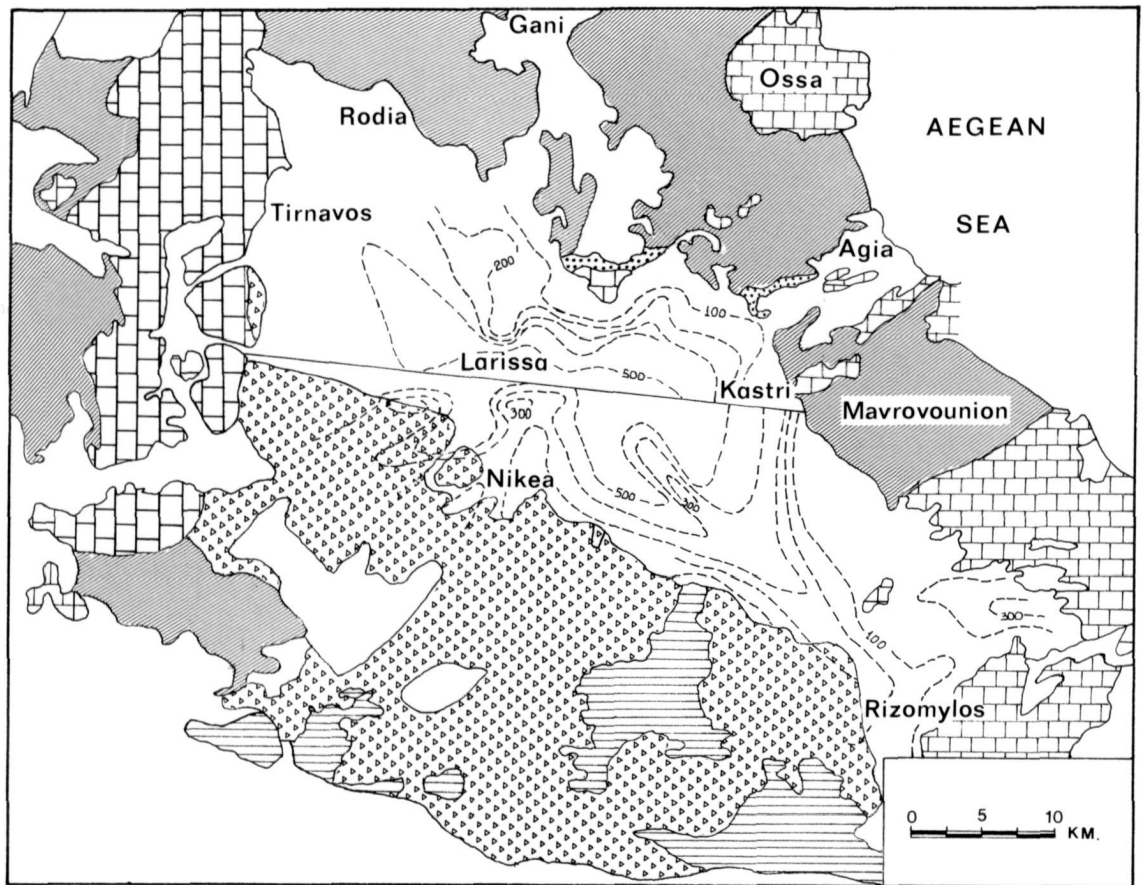 Gani
Ossa
Rodia
AEGEAN
SEA
Tirnavos
Agia
200
100
Larissa
500
Kastri
300
Mavrovounion
Nikea
500
300
300
100
Rizomylos
0 5 10
KM.